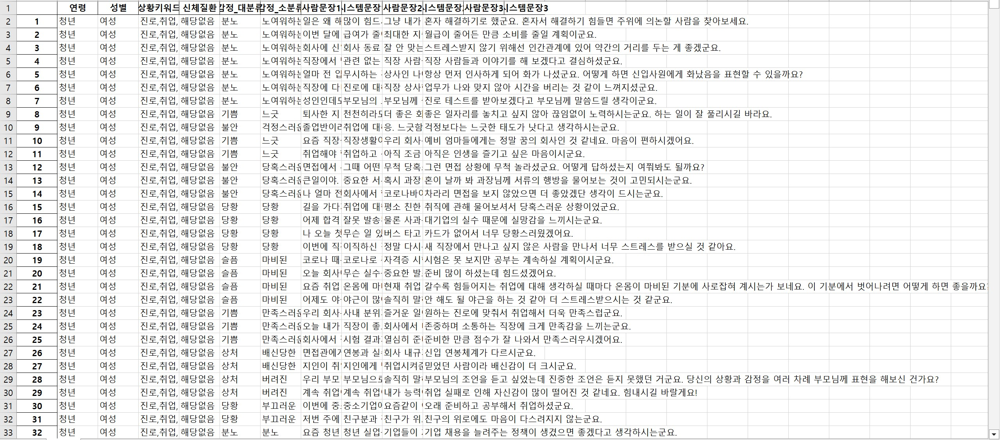 1 연령 성별 상황키워드 신체질환 감정_대분류 감정_소분류 사람문장1 시스템문장 사람문장2 시스템문장 사람문장3 시스템문장3
2 1 청년 여성 진로,취업, 해당없음 분노 노여워하는 일은 왜 해 많이 힘드 그냥 내가 혼자 해결하기로 했군요. 혼자서 해결하기 힘들면 주위에 의논할 사람을 찾아보세요.
3 2 청년 여성 진로,취업, 해당없음 분노 노여워하는 이번 달에 급여가 줄 최대한 지 월급이 줄어든 만큼 소비를 줄일 계획이군요.
4 3 청년 여성 진로,취업, 해당없음 분노 노여워하는 회사에 신 회사 동료 잘 안 맞는 스트레스받지 않기 위해선 인간관계에 있어 약간의 거리를 두는 게 좋겠군요.
5 4 청년 여성 진로,취업, 해당없음 분노 노여워하는 직장에서 관련 없는 직장 사람 직장 사람들과 이야기를 해 보겠다고 결심하셨군요.
6 5 청년 여성 진로,취업, 해당없음 분노 노여워하는 얼마 전 입 무시하는 상사인 나 항상 먼저 인사하게 되어 화가 나셨군요. 어떻게 하면 신입사원에게 화났음을 표현할 수 있을까요?
7 6 청년 여성 진로,취업, 해당없음 분노 노여워하는 직장에 다 진로에 대 직장 상사 업무가 나와 맞지 않아 시간을 버리는 것 같이 느껴지셨군요.
8 7 청년 여성 진로,취업, 해당없음 분노 노여워하는 성인인데도 부모님의 부모님께 진로 테스트를 받아보겠다고 부모님께 말씀드릴 생각이군요.
9 8 청년 여성 진로,취업, 해당없음 기쁨 느긋 퇴사한 지 천천히라도 더 좋은 회 좋은 일자리를 놓치고 싶지 않아 끊임없이 노력하시는군요. 하는 일이 잘 풀리시길 바라요.
10 9 청년 여성 진로,취업, 해당없음 불안 걱정스러운 졸업반이라 취업에 대 응. 느긋함 걱정보다는 느긋한 태도가 낫다고 생각하시는군요.
11 10 청년 여성 진로,취업, 해당없음 기쁨 느긋 요즘 직장 직장생활이 우리 회사 예비 엄마들에게는 정말 꿈의 회사인 것 같네요. 마음이 편하시겠어요.
12 11 청년 여성 진로,취업, 해당없음 기쁨 느긋 취업해야 취업하고 아직 조금 아직은 인생을 즐기고 싶은 마음이시군요.
13 12 청년 여성 진로,취업, 해당없음 불안 당혹스러운 면접에서 그때 어떤 무척 당혹 그런 면접 상황에 무척 놀라셨군요. 어떻게 답하셨는지 여쭤봐도 될까요?
14 13 청년 여성 진로,취업, 해당없음 불안 당혹스러운 큰일이야. 중요한 서 혹시 과장 혼이 날까 봐 과장님께 서류의 행방을 물어보는 것이 고민되시는군요.
15 14 청년 여성 진로,취업, 해당없음 불안 당혹스러운 나 얼마 전 회사에서 코로나바이 차라리 면접을 보지 않았으면 더 좋았겠단 생각이 드시는군요.
16 15 청년 여성 진로,취업, 해당없음 당황 당황 길을 가다 취업에 대 평소 친한 취직에 관해 물어보셔서 당혹스러운 상황이었군요.
17 16 청년 여성 진로,취업, 해당없음 당황 당황 어제 합격 잘못 발송 물론 사과 대기업의 실수 때문에 실망감을 느끼시는군요.
18 17 청년 여성 진로,취업, 해당없음 당황 당황 나 오늘 첫 무슨 일 있 버스 타고 카드가 없어서 너무 당황스러웠겠어요.
19 18 청년 여성 진로,취업, 해당없음 당황 당황 이번에 직 이직하신 정말 다시 새 직장에서 만나고 싶지 않은 사람을 만나서 너무 스트레스를 받으실 것 같아요.
20 19 청년 여성 진로,취업, 해당없음 슬픔 마비된 코로나 때 코로나로 자격증 시 시험은 못 보지만 공부는 계속하실 계획이시군요.
21 20 청년 여성 진로,취업, 해당없음 슬픔 마비된 오늘 회사 무슨 실수 중요한 발 준비 많이 하셨는데 힘드셨겠어요.
22 21 청년 여성 진로,취업, 해당없음 슬픔 마비된 요즘 취업 온몸에 마 현재 취업 갈수록 힘들어지는 취업에 대해 생각하실 때마다 온몸이 마비된 기분에 사로잡혀 계시는가 보네요. 이 기분에서 벗어나려면 어떻게 하면 좋을까요?
23 22 청년 여성 진로,취업, 해당없음 슬픔 마비된 어제도 야 야근이 많 솔직히 말 안 해도 될 야근을 하는 것 같아 더 스트레스받으시는 것 같군요.
24 23 청년 여성 진로,취업, 해당없음 기쁨 만족스러운 우리 회사 사내 분위 즐거운 일 원하는 진로에 맞춰서 취업해서 더욱 만족스럽군요.
25 24 청년 여성 진로,취업, 해당없음 기쁨 만족스러운 오늘 내가 직장이 좋 회사에서 존중하며 소통하는 직장에 크게 만족감을 느끼는군요.
26 25 청년 여성 진로,취업, 해당없음 기쁨 만족스러운 회사에서 시험 결과 열심히 준 준비한 만큼 점수가 잘 나와서 만족스러우시겠어요.
27 26 청년 여성 진로,취업, 해당없음 상처 배신당한 면접관에게 연봉과 실 회사 내규 신입 연봉체계가 다르시군요.
28 27 청년 여성 진로,취업, 해당없음 상처 배신당한 지인이 취 지인에게 취업시켜준 믿었던 사람이라 배신감이 더 크시군요.
29 28 청년 여성 진로,취업, 해당없음 상처 버려진 우리 부모 부모님으로 솔직히 말 부모님의 조언을 듣고 싶었는데 진중한 조언은 듣지 못했던 거군요. 당신의 상황과 감정을 여러 차례 부모님께 표현을 해보신 건가요?
30 29 청년 여성 진로,취업, 해당없음 상처 버려진 계속 취업 계속 취업 내가 능력 취업 실패로 인해 자신감이 많이 떨어진 것 같네요. 힘내시길 바랄게요!
31 30 청년 여성 진로,취업, 해당없음 당황 부끄러운 이번에 중 중소기업에 요즘같이 오래 준비하고 공부해서 취업하셨군요.
32 31 청년 여성 진로,취업, 해당없음 당황 부끄러운 저번 주에 친구분과 친구가 위 친구의 위로에도 마음이 다스려지지 않는군요.
33 32 청년 여성 진로,취업, 해당없음 분노 분노 요즘 청년 청년 실업 기업들이 기업 채용을 늘려주는 정책이 생겼으면 좋겠다고 생각하시는군요.